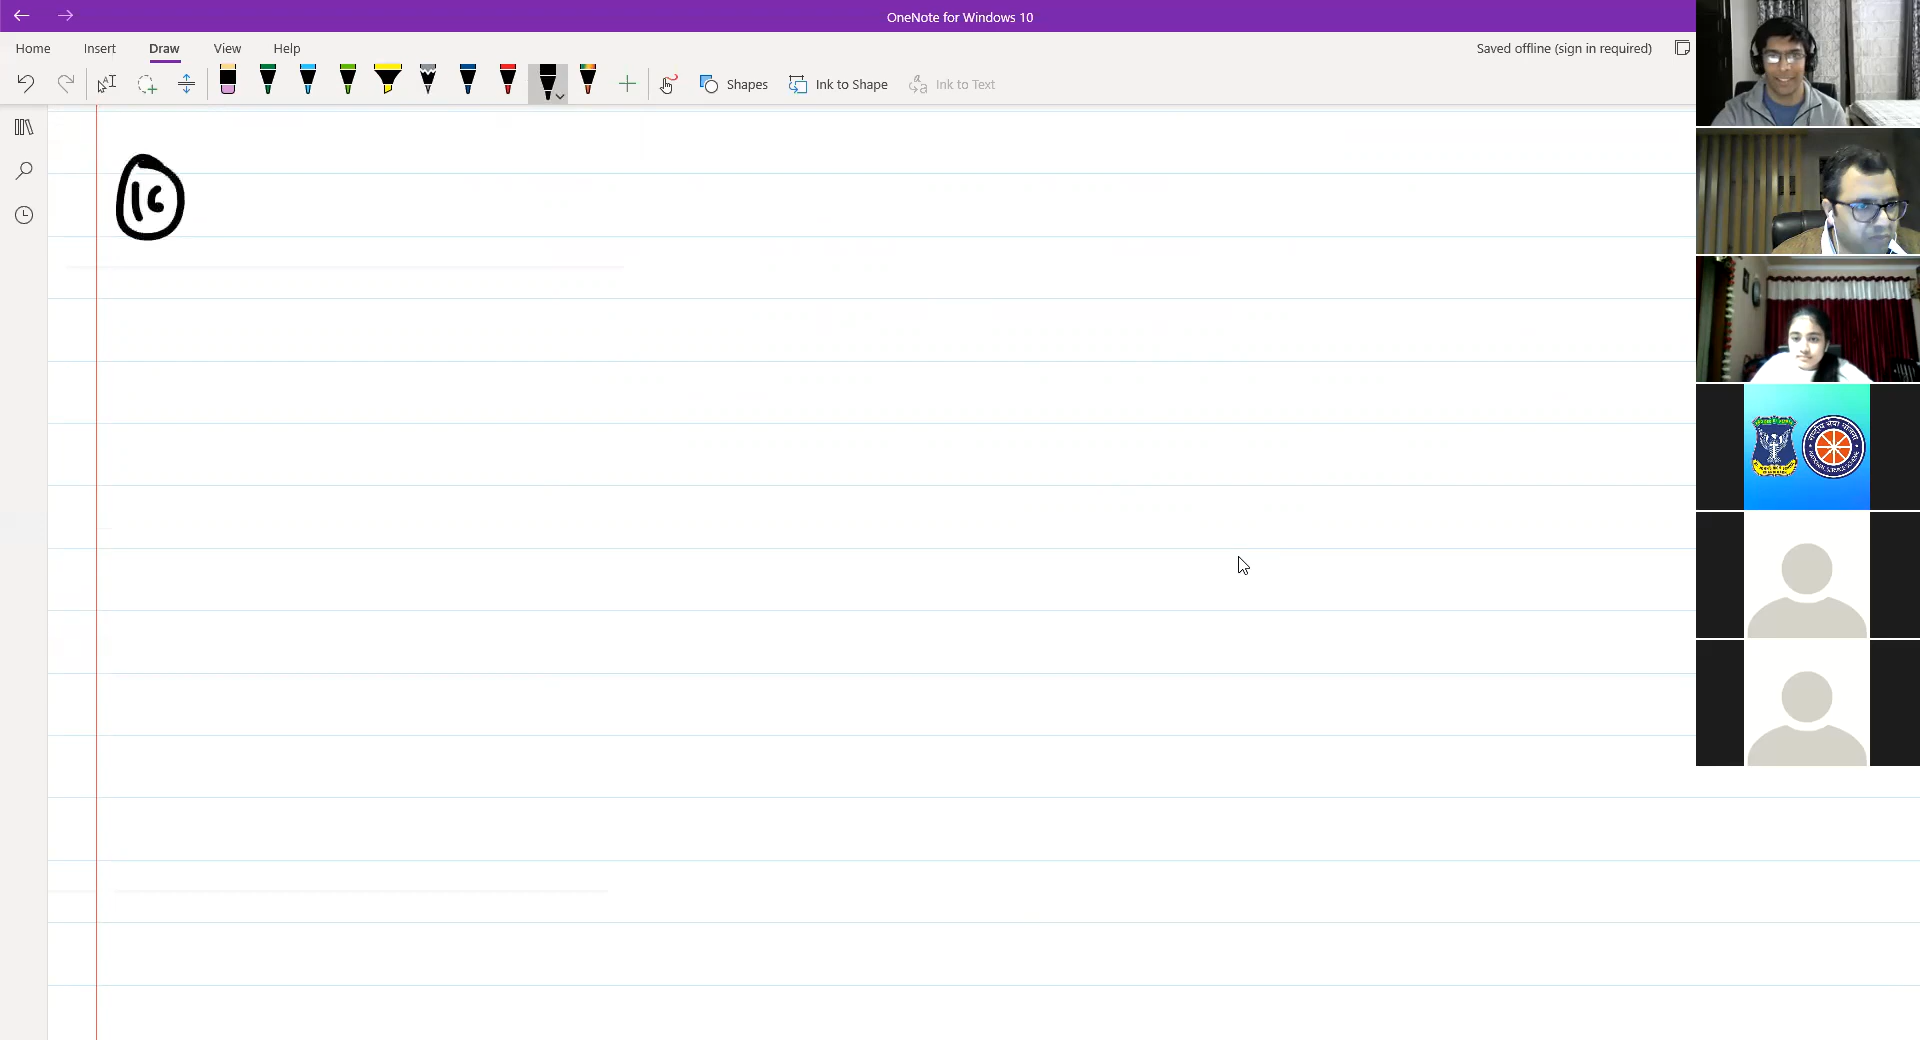 OneNote for Windows 10
Home Insert Draw View Help
Saved offline (sign in required)
Shapes Ink to Shape Ink to Text
16